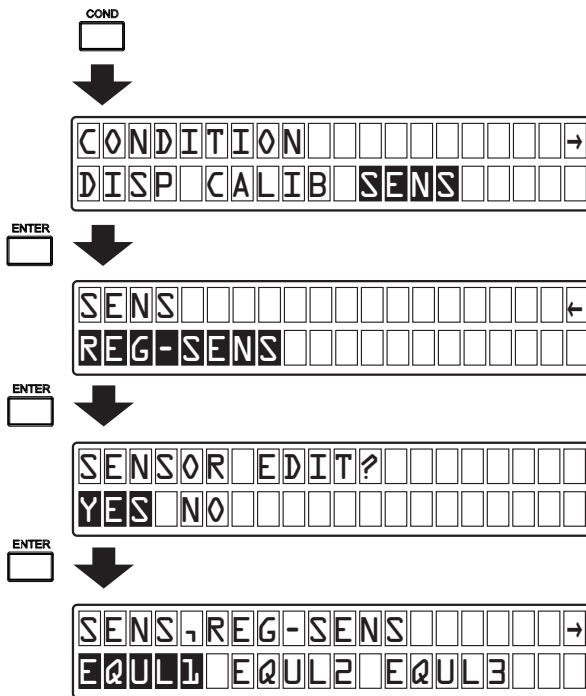 COND
CONDITION →
DISP CALIB SENS
ENTER
SENS ←
REG-SENS
ENTER
SENSOR EDIT?
YES NO
ENTER
SENS, REG-SENS →
EQUL1 EQUL2 EQUL3